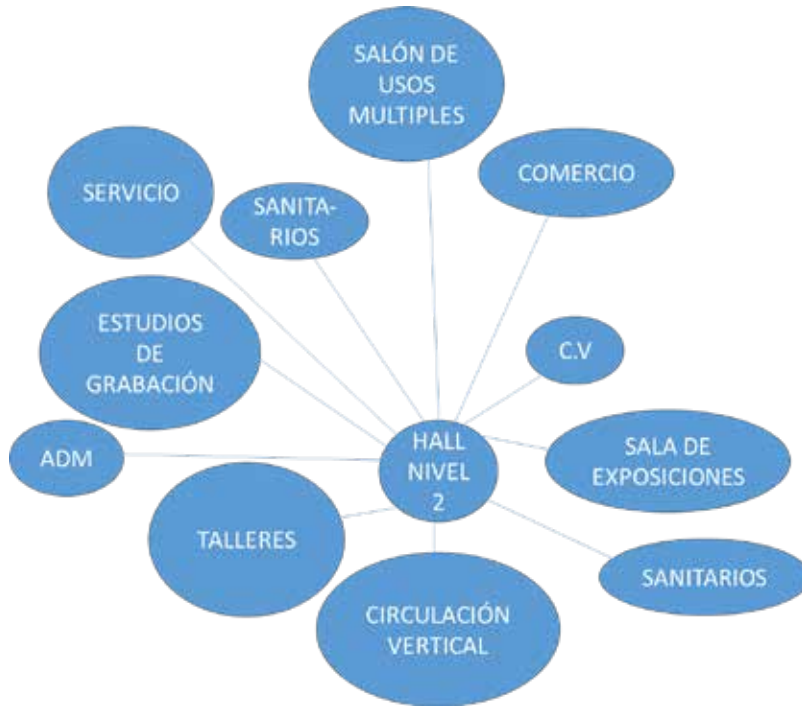 SALÓN DE
USOS
MULTIPLES
COMERCIO
SERVICIO
SANITA-
RIOS
ESTUDIOS
DE
GRABACIÓN
C.V
ADM
HALL
NIVEL
2
SALA DE
EXPOSICIONES
TALLERES
SANITARIOS
CIRCULACIÓN
VERTICAL